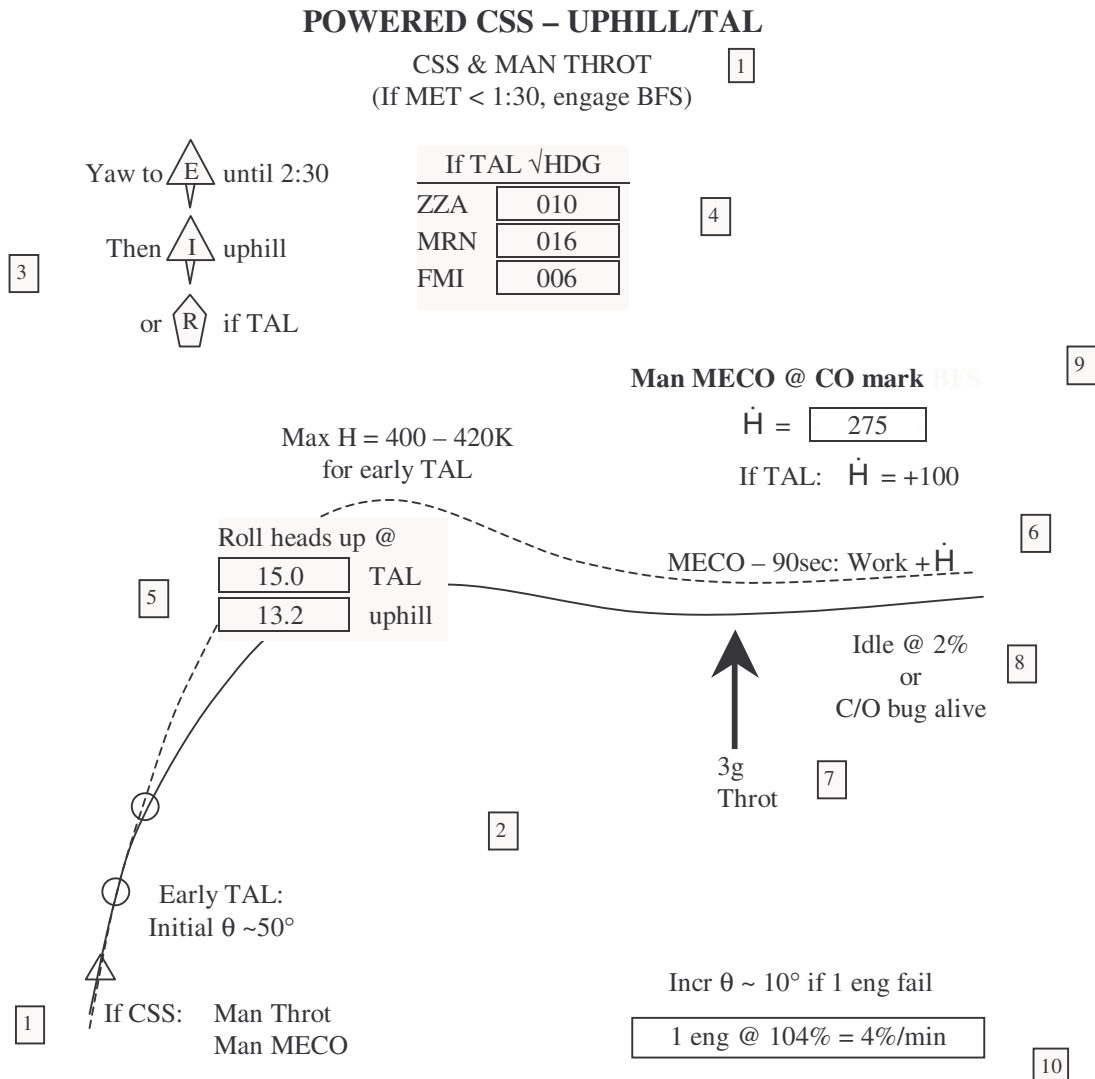 POWERED CSS – UPHILL/TAL
CSS & MAN THROT
1
(If MET < 1:30, engage BFS)
Yaw to E until 2:30
Then I uphill
or R if TAL
3
If TAL √HDG
ZZA 010
MRN 016
FMI 006
4
9
Man MECO @ CO mark BFS
Ḣ = 275
If TAL: Ḣ = +100
Max H = 400 – 420K
for early TAL
6
MECO – 90sec: Work +Ḣ
Roll heads up @
15.0 TAL
13.2 uphill
5
Idle @ 2%
or
C/O bug alive
8
3g
Throt
7
2
Early TAL:
Initial θ ~50°
1
If CSS: Man Throt
Man MECO
Incr θ ~ 10° if 1 eng fail
1 eng @ 104% = 4%/min
10